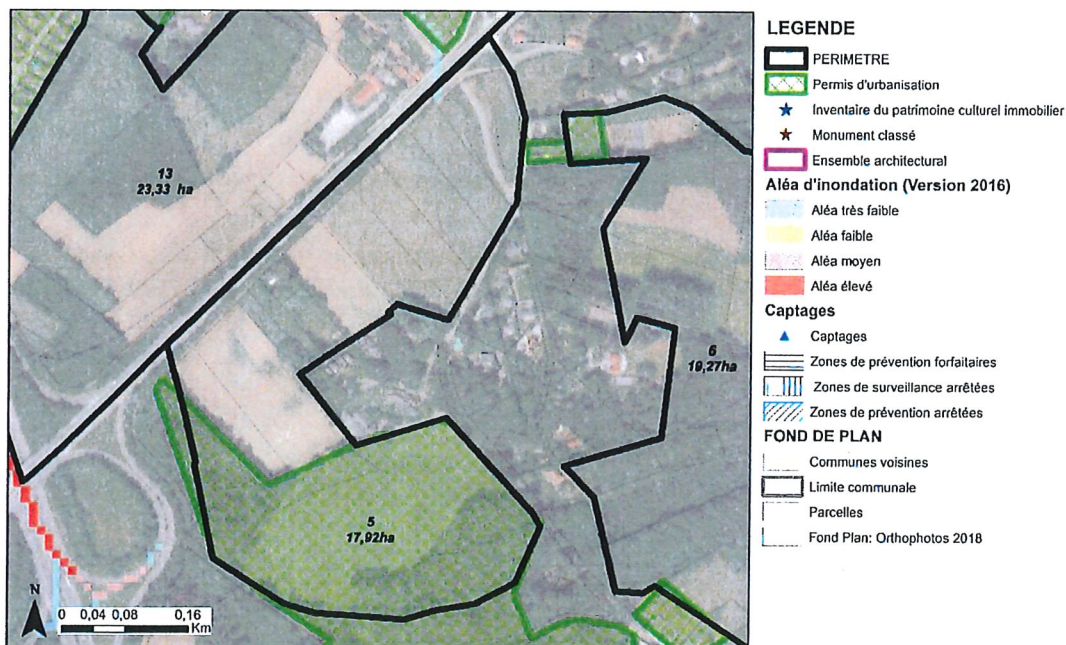 13
23,33 ha
6
19,27ha
5
17,92ha
N
0 0,04 0,08 0,16
Km
LEGENDE
PERIMETRE
Permis d'urbanisation
Inventaire du patrimoine culturel immobilier
Monument classé
Ensemble architectural
Aléa d'inondation (Version 2016)
Aléa très faible
Aléa faible
Aléa moyen
Aléa élevé
Captages
Captages
Zones de prévention forfaitaires
Zones de surveillance arrêtées
Zones de prévention arrêtées
FOND DE PLAN
Communes voisines
Limite communale
Parcelles
Fond Plan: Orthophotos 2018